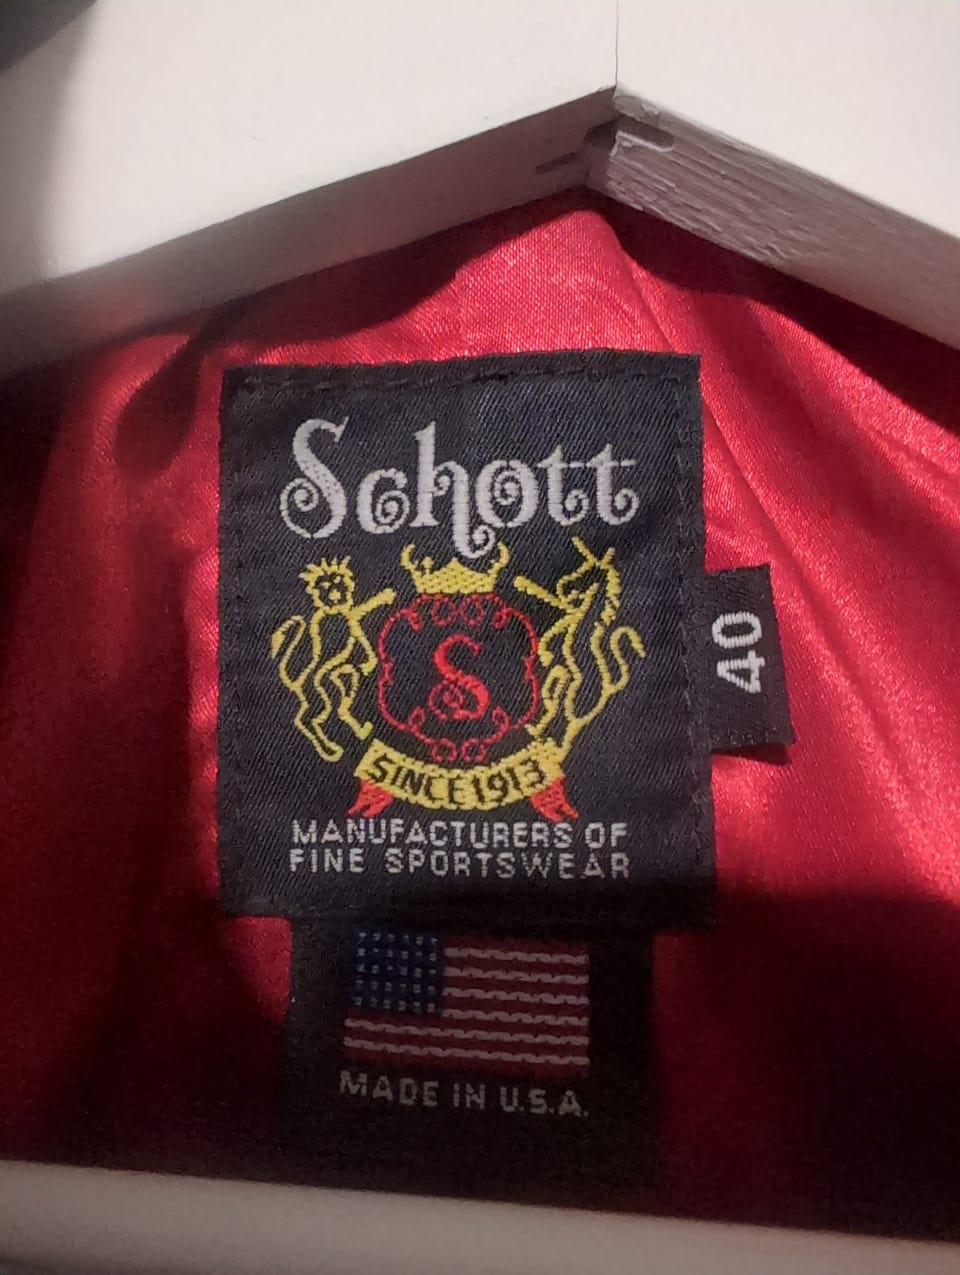 Schott
S
SINCE 1913
MANUFACTURERS OF
FINE SPORTSWEAR
40
MADE IN U.S.A.